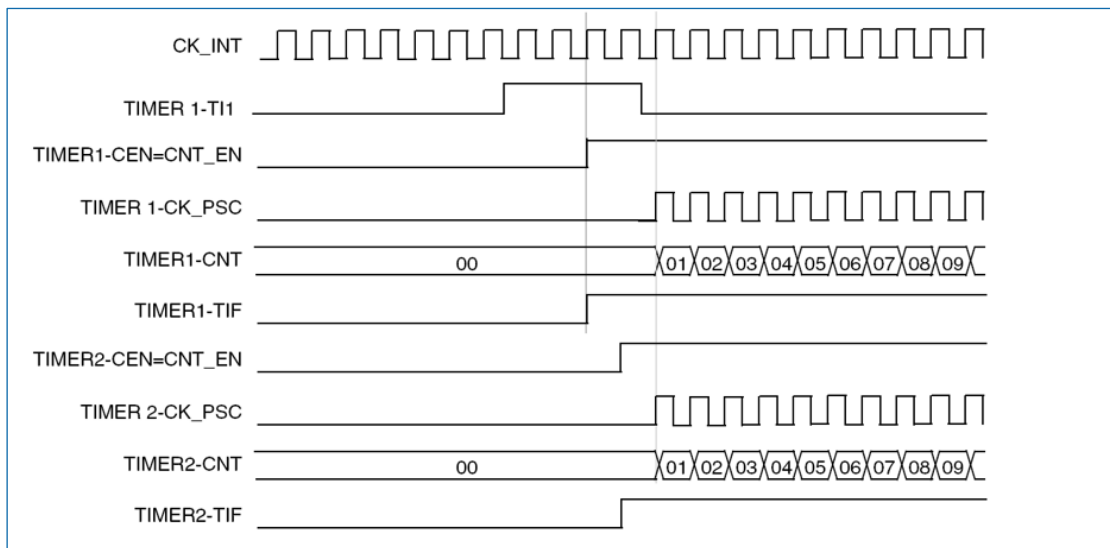 CK_INT
TIMER 1-TI1
TIMER1-CEN=CNT_EN
TIMER 1-CK_PSC
TIMER1-CNT 00 01 02 03 04 05 06 07 08 09
TIMER1-TIF
TIMER2-CEN=CNT_EN
TIMER 2-CK_PSC
TIMER2-CNT 00 01 02 03 04 05 06 07 08 09
TIMER2-TIF